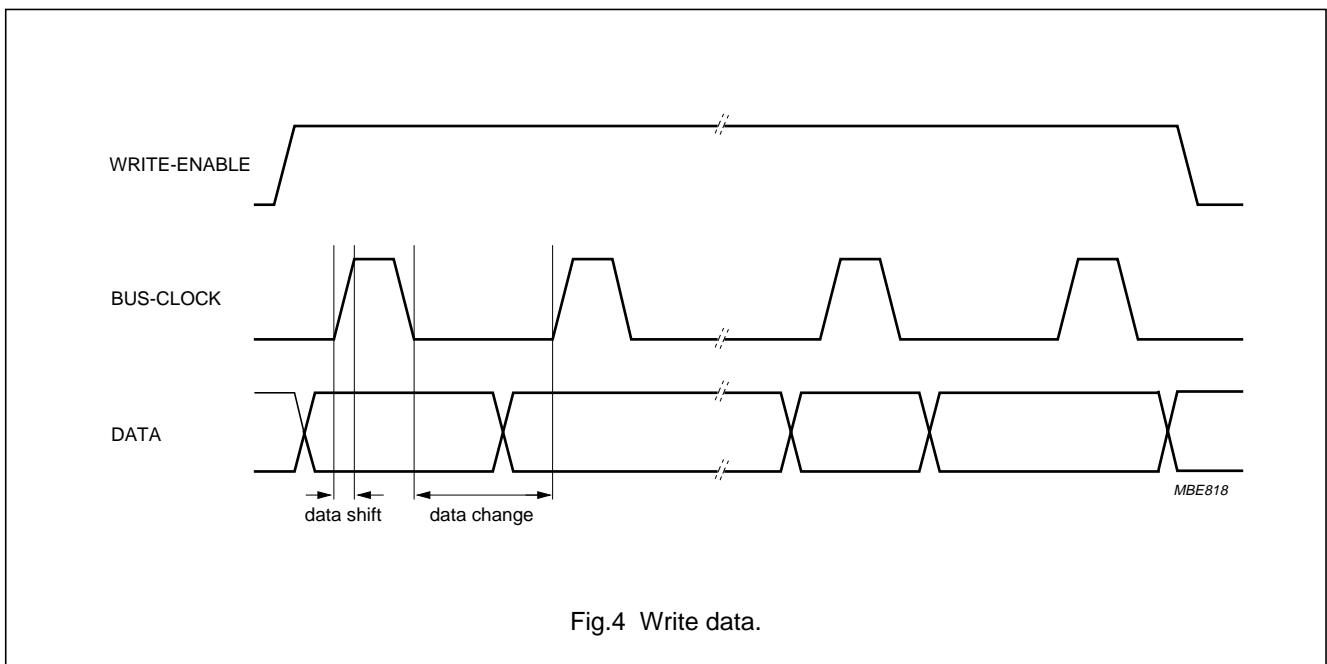 WRITE-ENABLE
BUS-CLOCK
DATA
MBE818
data shift
data change
Fig.4 Write data.